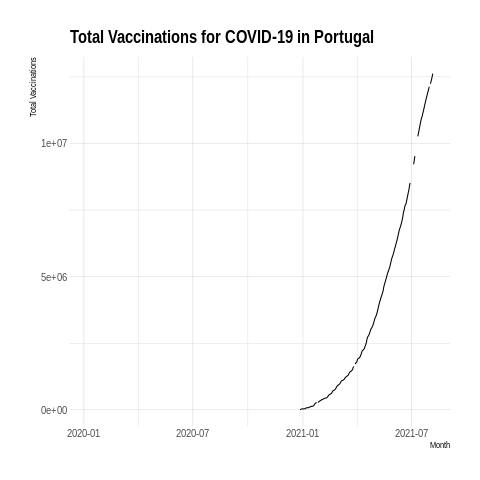 Total Vaccinations for COVID-19 in Portugal
Total Vaccinations
1e+07
5e+06
0e+00
2020-01 2020-07 2021-01 2021-07
Month